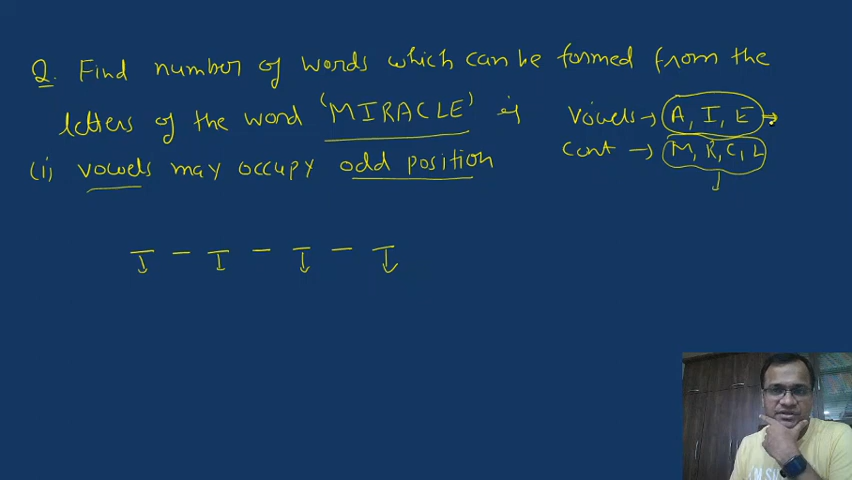 Q. Find number of words which can be formed from the
letters of the word 'MIRACLE' if
(i) vowels may occupy odd position
Vowels → A, I, E →
Cont → M, R, C, L